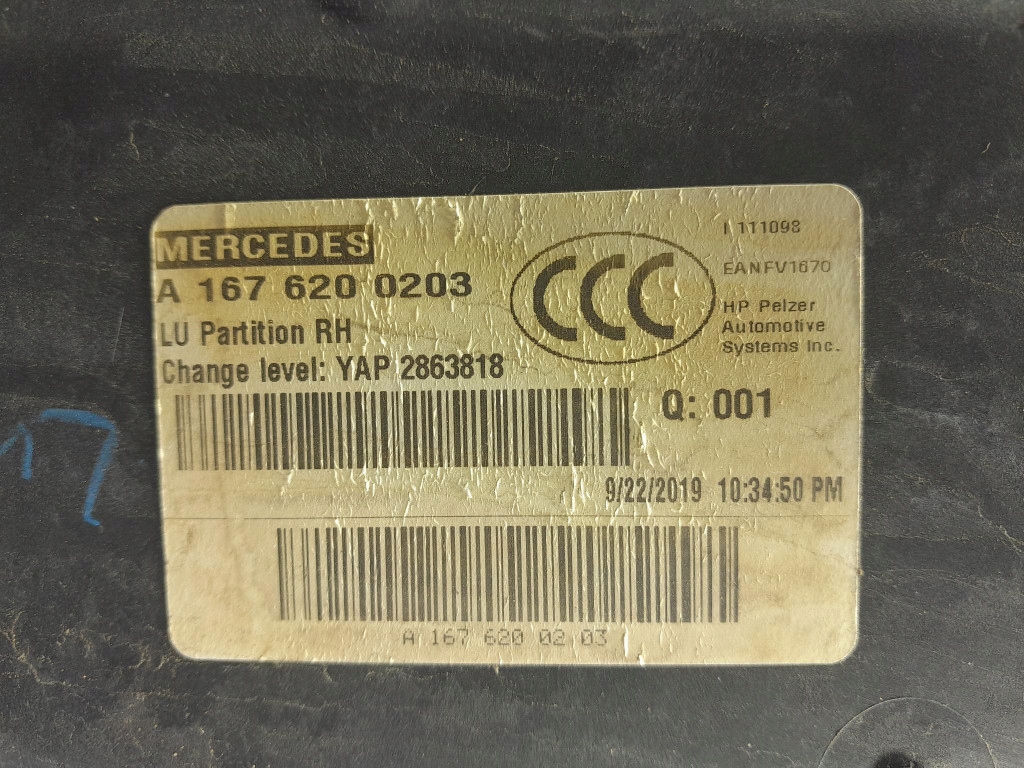 MERCEDES
A 167 620 0203
LU Partition RH
Change level: YAP 2863818
CCC
I 111098
EANFV1670
HP Pelzer
Automotive
Systems Inc.
Q: 001
9/22/2019 10:34:50 PM
A 167 620 02 03
17